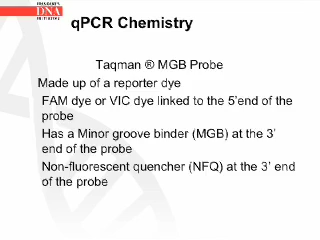 DNA
INITIATIVE
qPCR Chemistry
Taqman ® MGB Probe
Made up of a reporter dye
FAM dye or VIC dye linked to the 5'end of the
probe
Has a Minor groove binder (MGB) at the 3'
end of the probe
Non-fluorescent quencher (NFQ) at the 3' end
of the probe